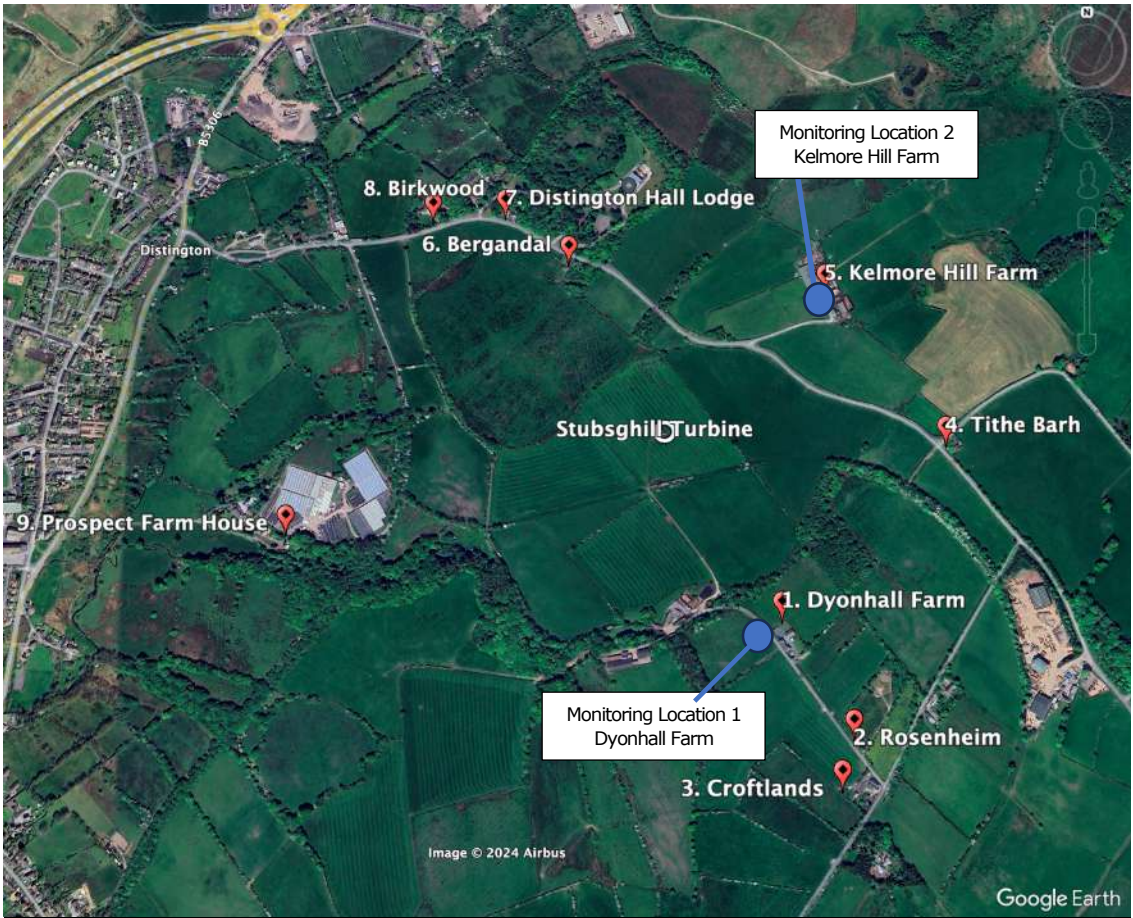 N
B5306
Monitoring Location 2
Kelmore Hill Farm
8. Birkwood
7. Distington Hall Lodge
6. Bergandal
Distington
5. Kelmore Hill Farm
Stubsghill Turbine
4. Tithe Barh
9. Prospect Farm House
1. Dyonhall Farm
Monitoring Location 1
Dyonhall Farm
2. Rosenheim
3. Croftlands
Image © 2024 Airbus
Google Earth